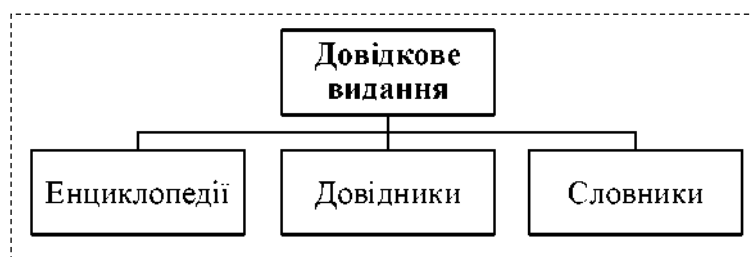 Довідкове
видання
Енциклопедії
Довідники
Словники